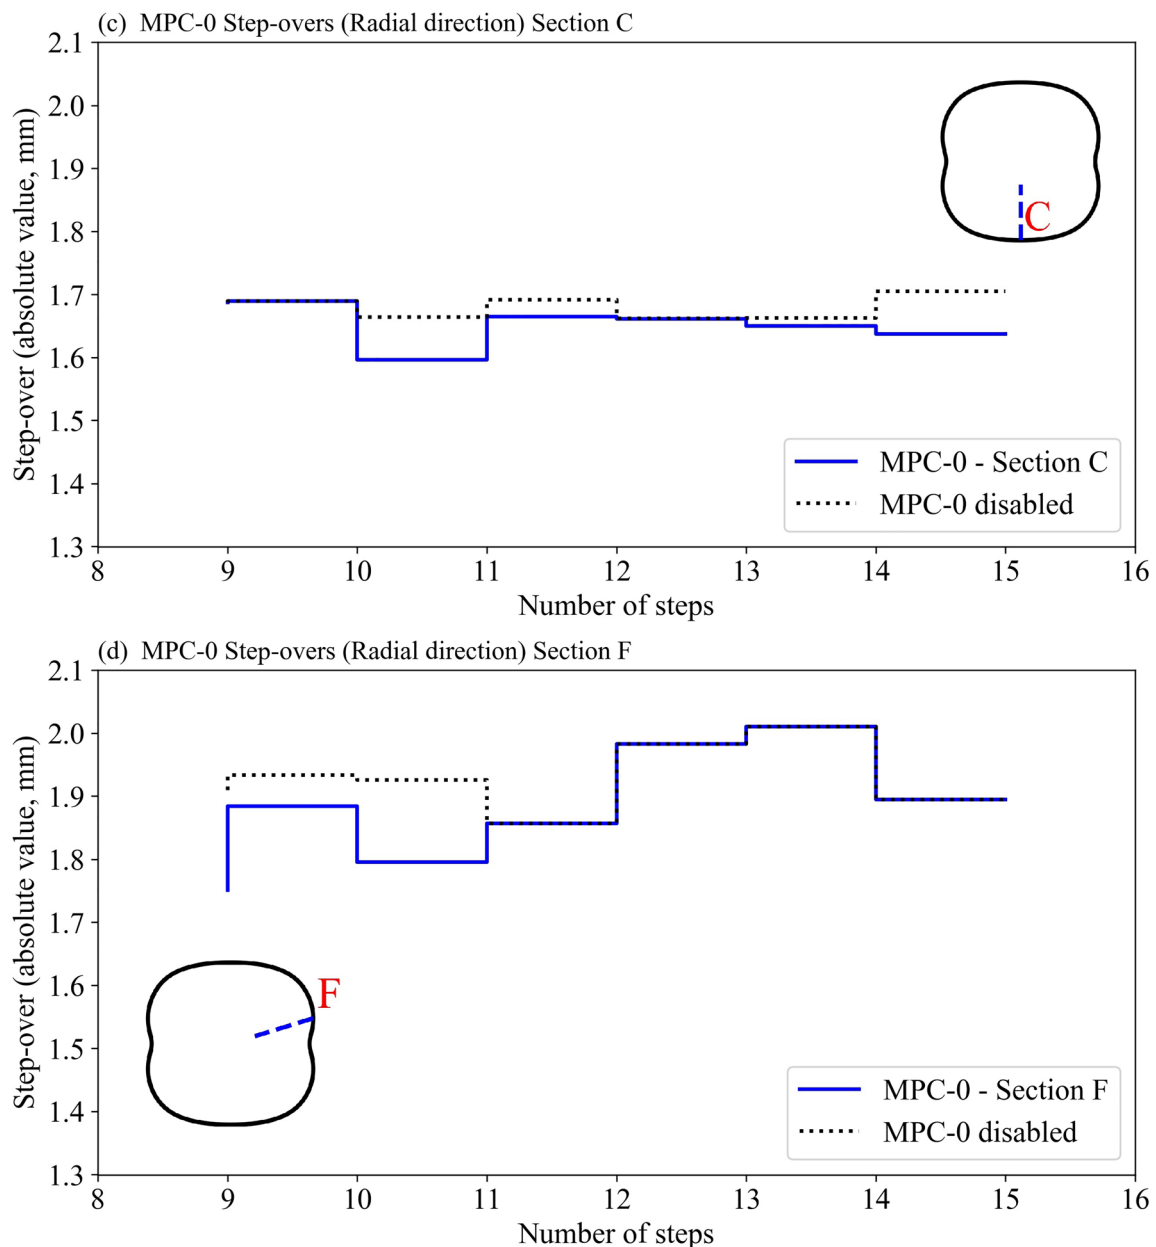 (c) MPC-0 Step-overs (Radial direction) Section C
Step-over (absolute value, mm)
2.1
2.0
1.9
1.8
1.7
1.6
1.5
1.4
1.3
C
MPC-0 - Section C
MPC-0 disabled
8 9 10 11 12 13 14 15 16
Number of steps
(d) MPC-0 Step-overs (Radial direction) Section F
Step-over (absolute value, mm)
2.1
2.0
1.9
1.8
1.7
1.6
1.5
1.4
1.3
F
MPC-0 - Section F
MPC-0 disabled
8 9 10 11 12 13 14 15 16
Number of steps